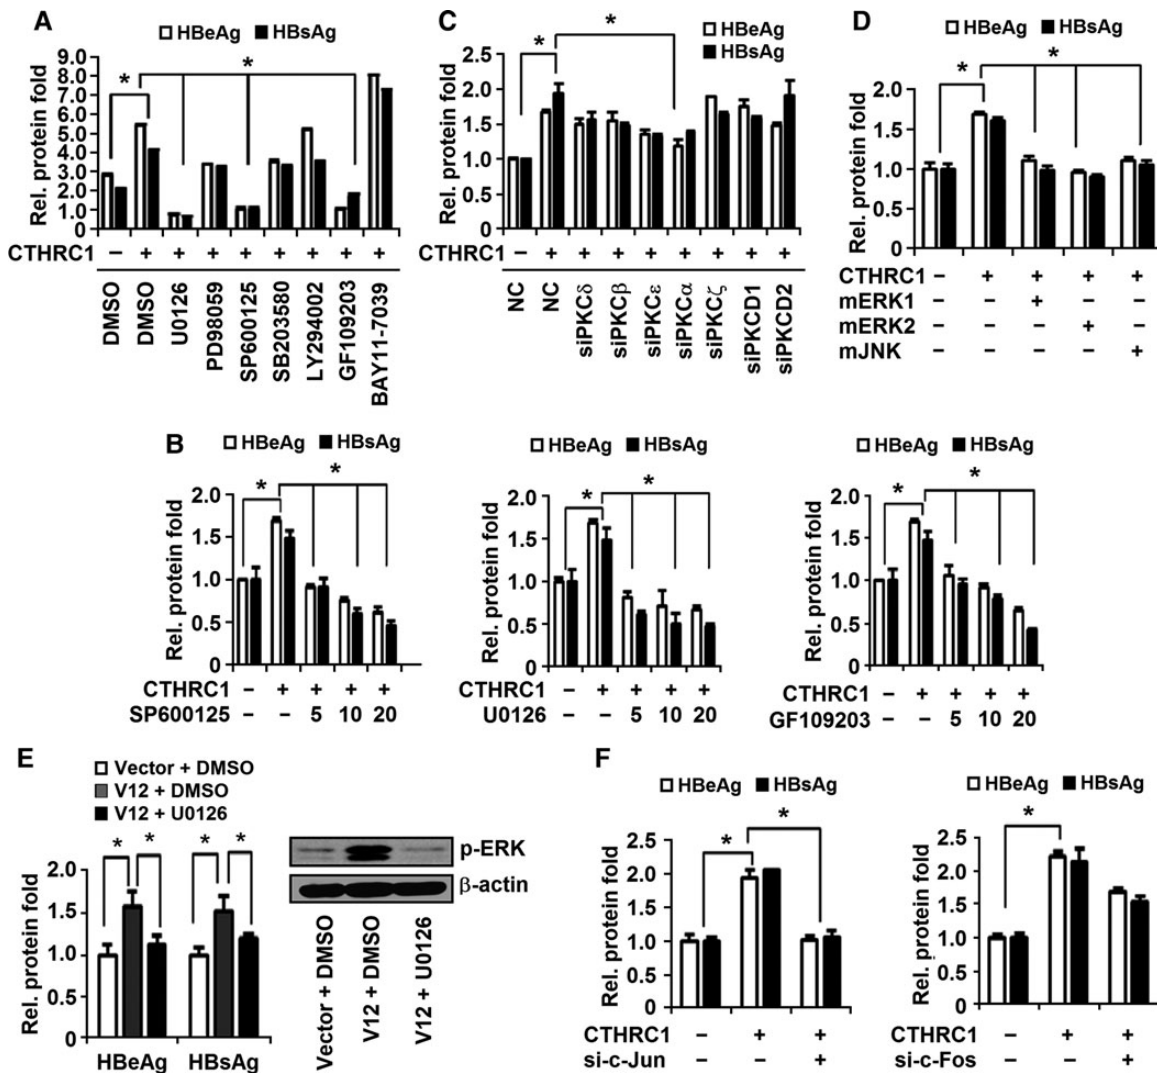 A
HBeAg HBsAg
Rel. protein fold
9.0
8.0
7.0
6.0
5.0
4.0
3.0
2.0
1.0
* *
CTHRC1 – + + + + + + + +
DMSO DMSO U0126 PD98059 SP600125 SB203580 LY294002 GF109203 BAY11-7039
C
HBeAg
HBsAg
Rel. protein fold
2.5
2.0
1.5
1.0
0.5
0
* *
CTHRC1 – + + + + + + + +
NC NC siPKCδ siPKCβ siPKCε siPKCα siPKCζ siPKCD1 siPKCD2
D
HBeAg HBsAg
Rel. protein fold
2.0
1.5
1.0
0.5
0
* *
CTHRC1 – + + + +
mERK1 – – + – –
mERK2 – – – + –
mJNK – – – – +
B
HBeAg HBsAg
Rel. protein fold
2.0
1.5
1.0
0.5
0
* *
CTHRC1 – + + + +
SP600125 – – 5 10 20
HBeAg HBsAg
Rel. protein fold
2.0
1.5
1.0
0.5
0
* *
CTHRC1 – + + + +
U0126 – – 5 10 20
HBeAg HBsAg
Rel. protein fold
2.0
1.5
1.0
0.5
0
* *
CTHRC1 – + + + +
GF109203 – – 5 10 20
E
Vector + DMSO
V12 + DMSO
V12 + U0126
Rel. protein fold
2.0
1.5
1.0
0.5
0
* * * *
HBeAg HBsAg
p-ERK
β-actin
Vector + DMSO V12 + DMSO V12 + U0126
F
HBeAg HBsAg
Rel. protein fold
2.5
2.0
1.5
1.0
0.5
0
* *
CTHRC1 – + +
si-c-Jun – – +
HBeAg HBsAg
Rel. protein fold
2.5
2.0
1.5
1.0
0.5
0
*
CTHRC1 – + +
si-c-Fos – – +